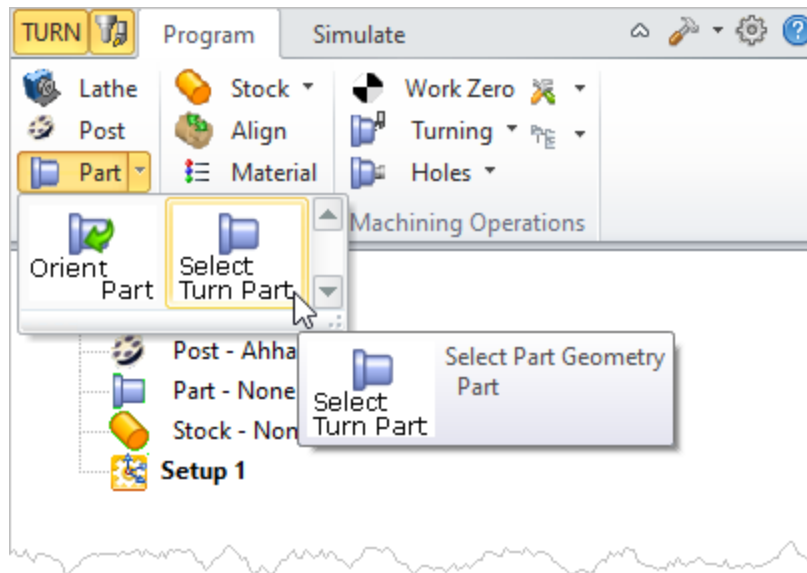 TURN Program Simulate
Lathe Stock Work Zero
Post Align Turning
Part Material Holes
Machining Operations
Orient Part
Select Turn Part
Post - Ahha
Part - None
Stock - Non
Setup 1
Select Turn Part
Select Part Geometry
Part